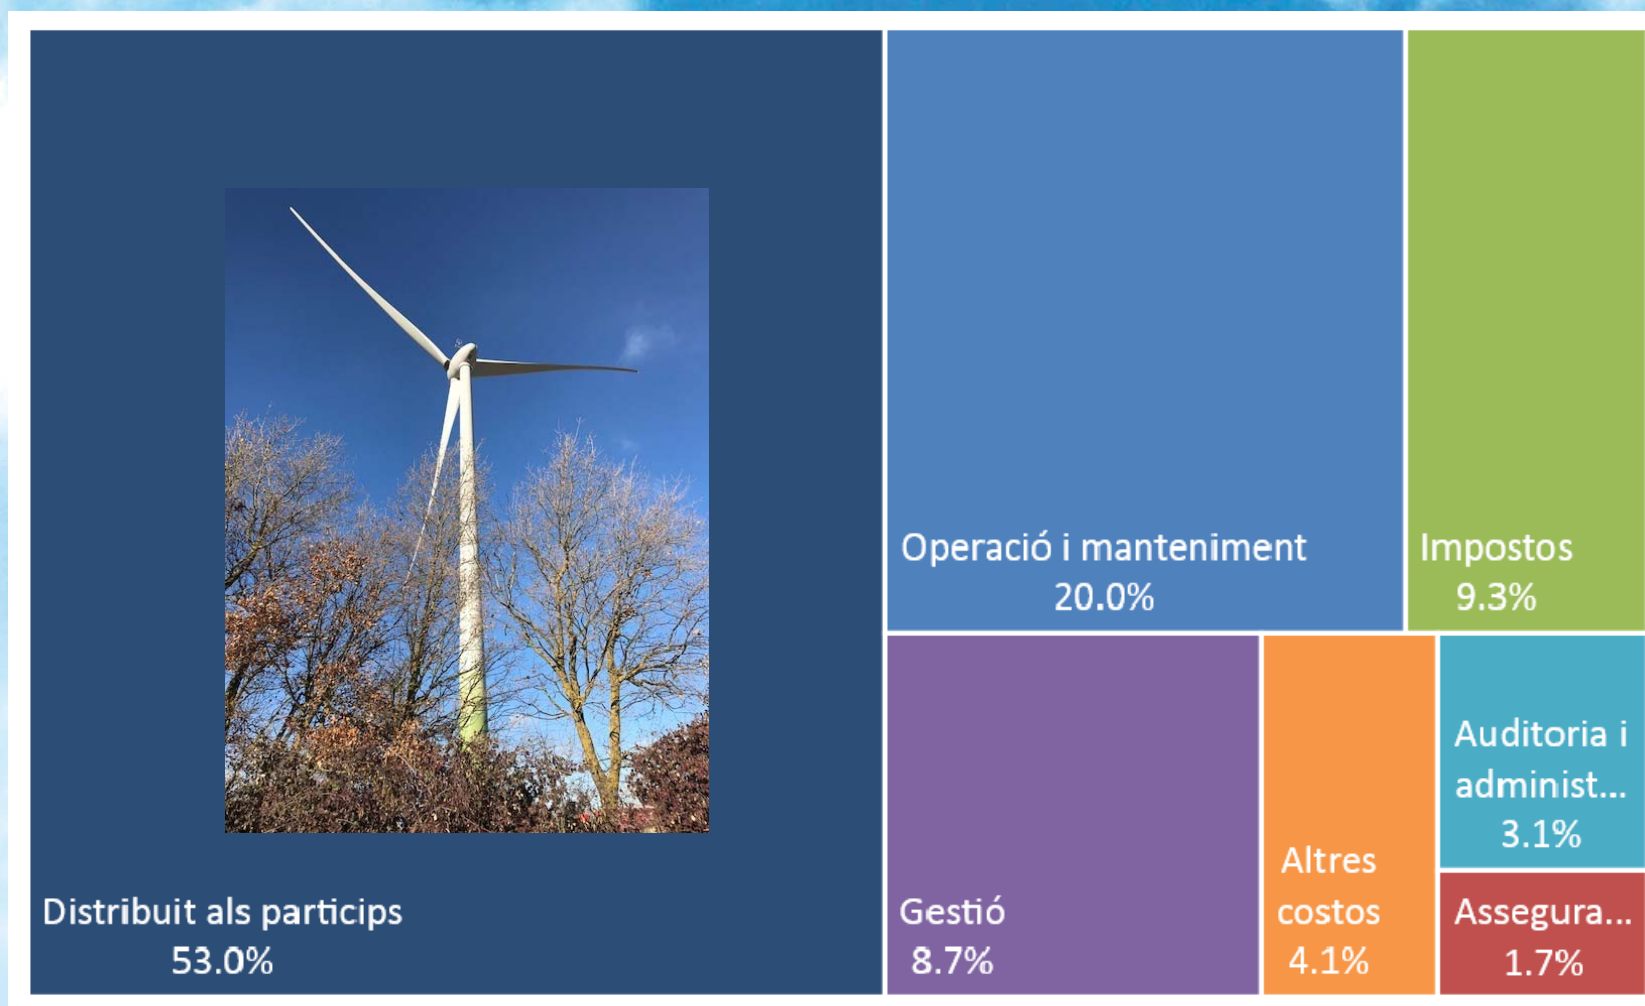 Operació i manteniment
20.0%
Impostos
9.3%
Distribuit als particips
53.0%
Gestió
8.7%
Altres
costos
4.1%
Auditoria i
administ...
3.1%
Assegura...
1.7%